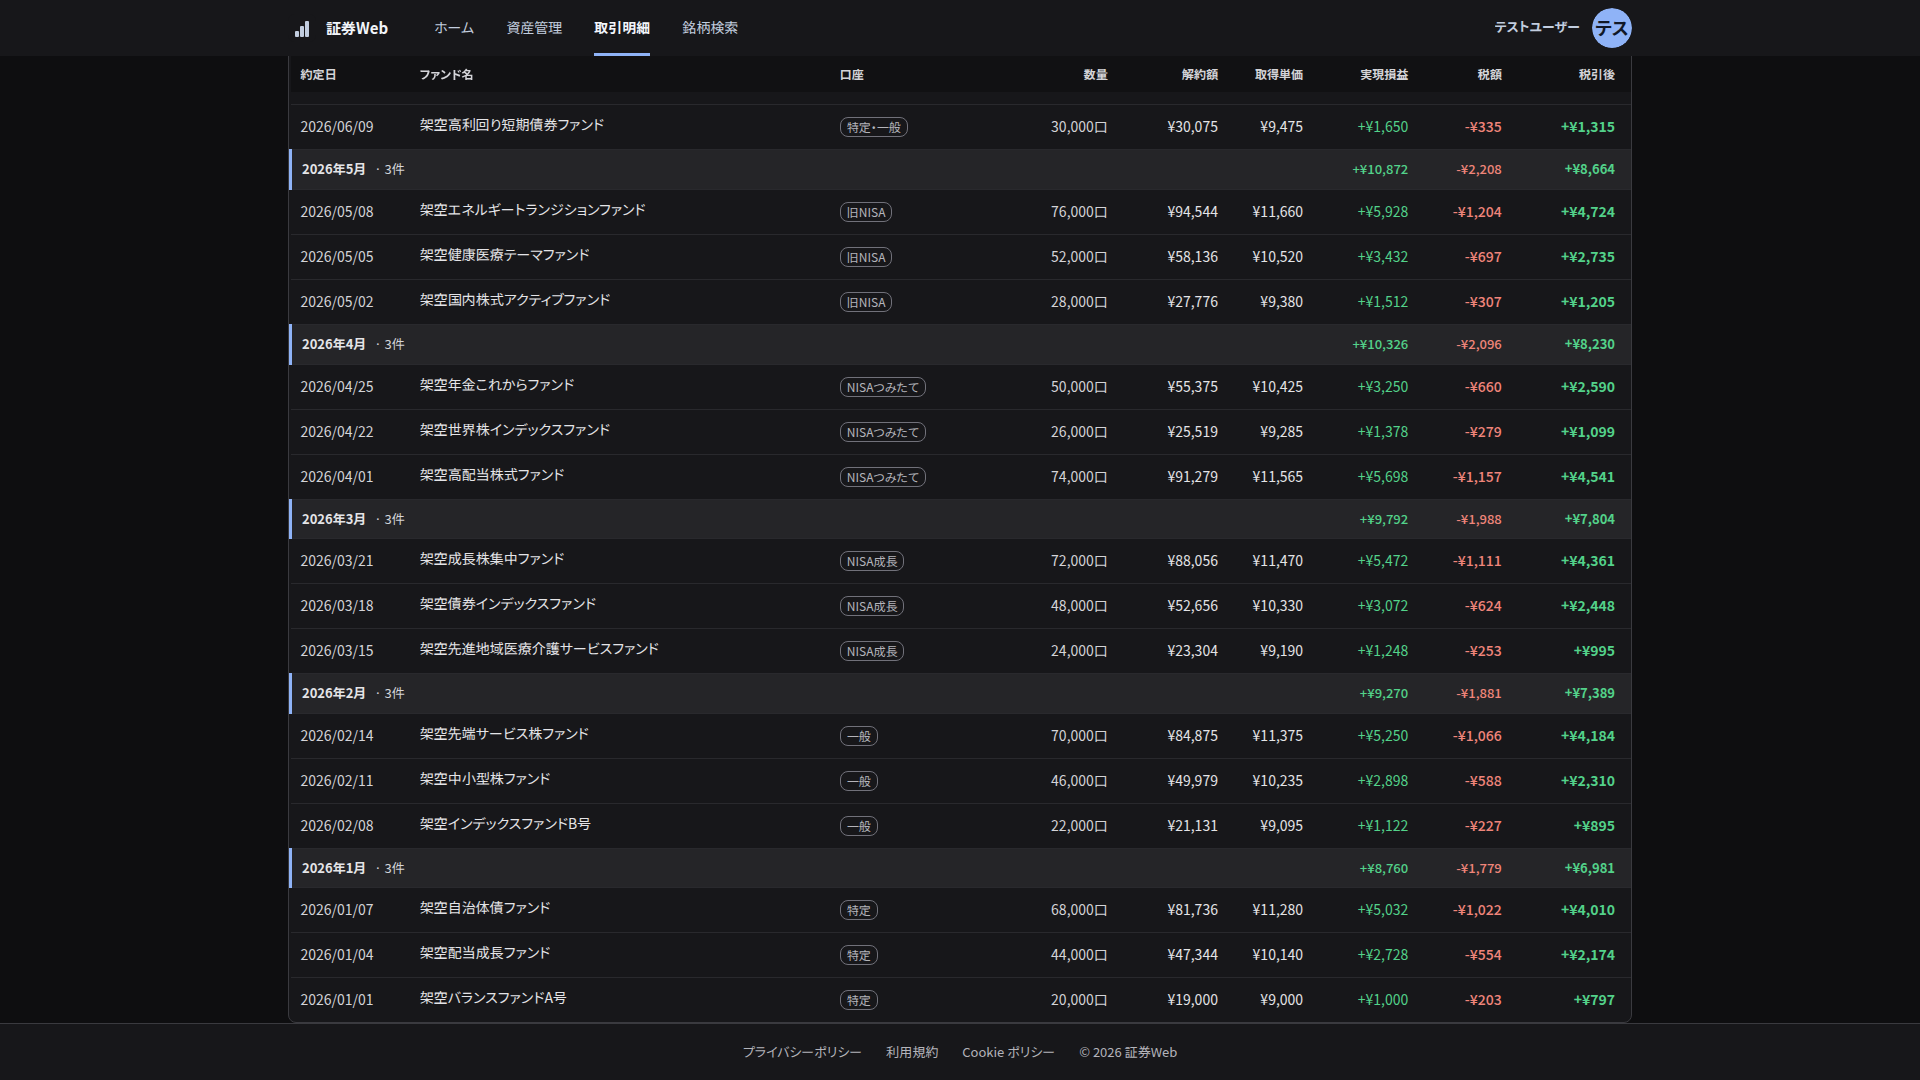 証券Web ホーム 資産管理 取引明細 銘柄検索 テストユーザー テス
約定日 ファンド名 口座 数量 解約額 取得単価 実現損益 税額 税引後
2026/06/09 架空高利回り短期債券ファンド 特定・一般 30,000口 ¥30,075 ¥9,475 +¥1,650 -¥335 +¥1,315
2026年5月 · 3件 +¥10,872 -¥2,208 +¥8,664
2026/05/08 架空エネルギートランジションファンド 旧NISA 76,000口 ¥94,544 ¥11,660 +¥5,928 -¥1,204 +¥4,724
2026/05/05 架空健康医療テーマファンド 旧NISA 52,000口 ¥58,136 ¥10,520 +¥3,432 -¥697 +¥2,735
2026/05/02 架空国内株式アクティブファンド 旧NISA 28,000口 ¥27,776 ¥9,380 +¥1,512 -¥307 +¥1,205
2026年4月 · 3件 +¥10,326 -¥2,096 +¥8,230
2026/04/25 架空年金これからファンド NISAつみたて 50,000口 ¥55,375 ¥10,425 +¥3,250 -¥660 +¥2,590
2026/04/22 架空世界株インデックスファンド NISAつみたて 26,000口 ¥25,519 ¥9,285 +¥1,378 -¥279 +¥1,099
2026/04/01 架空高配当株式ファンド NISAつみたて 74,000口 ¥91,279 ¥11,565 +¥5,698 -¥1,157 +¥4,541
2026年3月 · 3件 +¥9,792 -¥1,988 +¥7,804
2026/03/21 架空成長株集中ファンド NISA成長 72,000口 ¥88,056 ¥11,470 +¥5,472 -¥1,111 +¥4,361
2026/03/18 架空債券インデックスファンド NISA成長 48,000口 ¥52,656 ¥10,330 +¥3,072 -¥624 +¥2,448
2026/03/15 架空先進地域医療介護サービスファンド NISA成長 24,000口 ¥23,304 ¥9,190 +¥1,248 -¥253 +¥995
2026年2月 · 3件 +¥9,270 -¥1,881 +¥7,389
2026/02/14 架空先端サービス株ファンド 一般 70,000口 ¥84,875 ¥11,375 +¥5,250 -¥1,066 +¥4,184
2026/02/11 架空中小型株ファンド 一般 46,000口 ¥49,979 ¥10,235 +¥2,898 -¥588 +¥2,310
2026/02/08 架空インデックスファンドB号 一般 22,000口 ¥21,131 ¥9,095 +¥1,122 -¥227 +¥895
2026年1月 · 3件 +¥8,760 -¥1,779 +¥6,981
2026/01/07 架空自治体債ファンド 特定 68,000口 ¥81,736 ¥11,280 +¥5,032 -¥1,022 +¥4,010
2026/01/04 架空配当成長ファンド 特定 44,000口 ¥47,344 ¥10,140 +¥2,728 -¥554 +¥2,174
2026/01/01 架空バランスファンドA号 特定 20,000口 ¥19,000 ¥9,000 +¥1,000 -¥203 +¥797
プライバシーポリシー 利用規約 Cookie ポリシー © 2026 証券Web